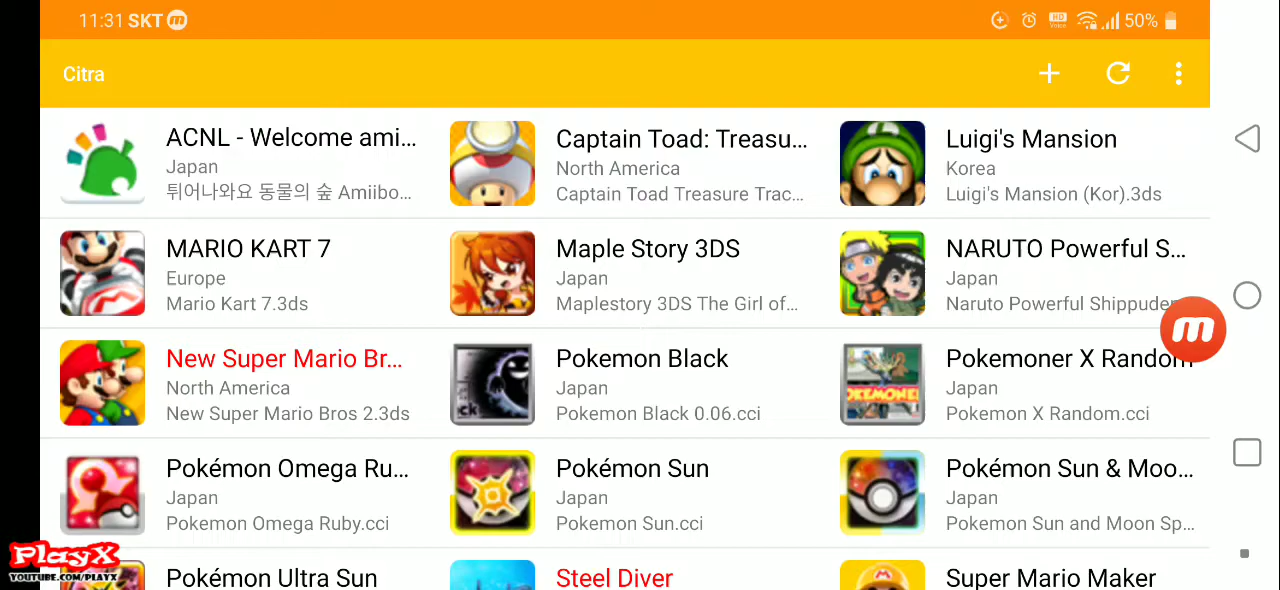 11:31 SKT
HD Voice 50%
Citra
ACNL - Welcome ami...
Japan
튀어나와요 동물의 숲 Amiibo...
Captain Toad: Treasu...
North America
Captain Toad Treasure Trac...
Luigi's Mansion
Korea
Luigi's Mansion (Kor).3ds
MARIO KART 7
Europe
Mario Kart 7.3ds
Maple Story 3DS
Japan
Maplestory 3DS The Girl of...
NARUTO Powerful S...
Japan
Naruto Powerful Shippuden
New Super Mario Br...
North America
New Super Mario Bros 2.3ds
Pokemon Black
Japan
Pokemon Black 0.06.cci
Pokemoner X Random
Japan
Pokemon X Random.cci
Pokémon Omega Ru...
Japan
Pokemon Omega Ruby.cci
Pokémon Sun
Japan
Pokemon Sun.cci
Pokémon Sun & Moo...
Japan
Pokemon Sun and Moon Sp...
Pokémon Ultra Sun
Steel Diver
Super Mario Maker
PlayX
YOUTUBE.COM/PLAYX